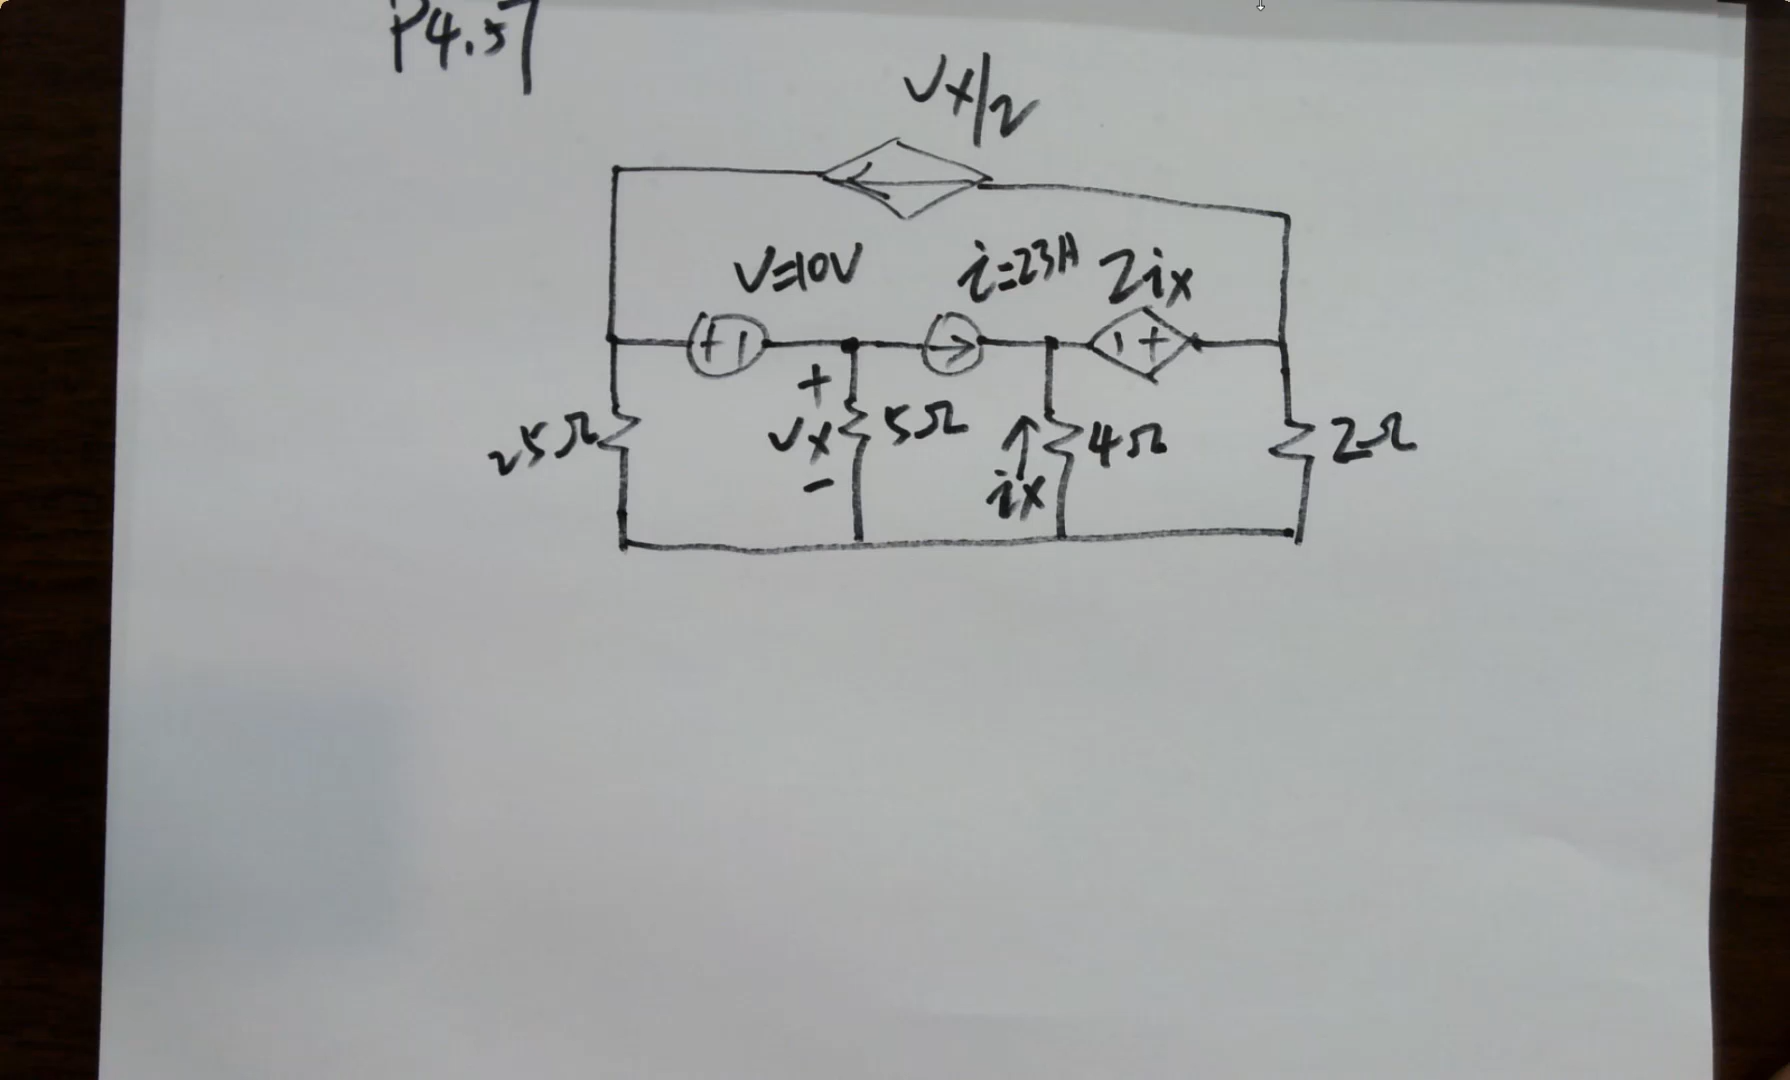 P4.57
Vx/2
V=10V
i=23A
2ix
+ -
- +
+
25Ω
Vx
5Ω
4Ω
2Ω
-
ix